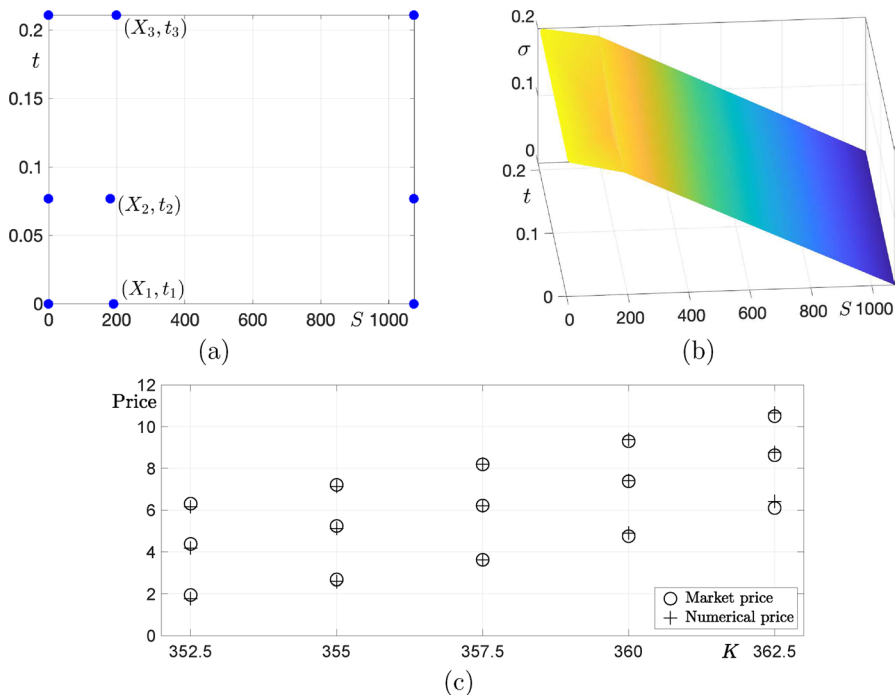 0.2
t
0.15
0.1
0.05
0
(X₃, t₃)
(X₂, t₂)
(X₁, t₁)
0 200 400 600 800 S 1000
(a)
0.2
σ
0.1
0
0.2
t
0.1
0
0 200 400 600 800 S 1000
(b)
12
Price
10
8
6
4
2
0
Market price
Numerical price
352.5 355 357.5 360 K 362.5
(c)